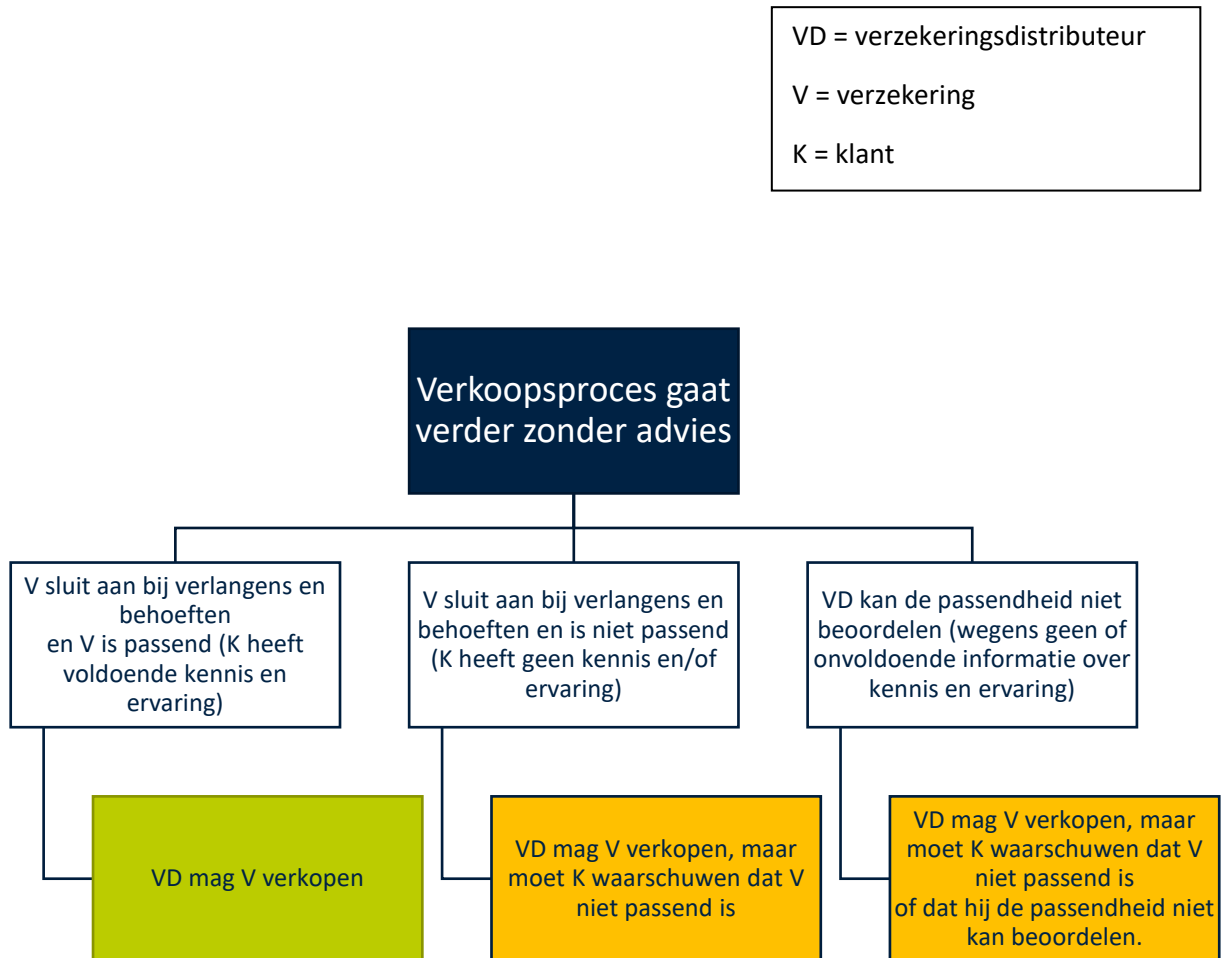 VD = verzekeringsdistributeur
V = verzekering
K = klant
Verkoopsproces gaat
verder zonder advies
V sluit aan bij verlangens en
behoeften
en V is passend (K heeft
voldoende kennis en
ervaring)
V sluit aan bij verlangens en
behoeften en is niet passend
(K heeft geen kennis en/of
ervaring)
VD kan de passendheid niet
beoordelen (wegens geen of
onvoldoende informatie over
kennis en ervaring)
VD mag V verkopen
VD mag V verkopen, maar
moet K waarschuwen dat V
niet passend is
VD mag V verkopen, maar
moet K waarschuwen dat V
niet passend is
of dat hij de passendheid niet
kan beoordelen.